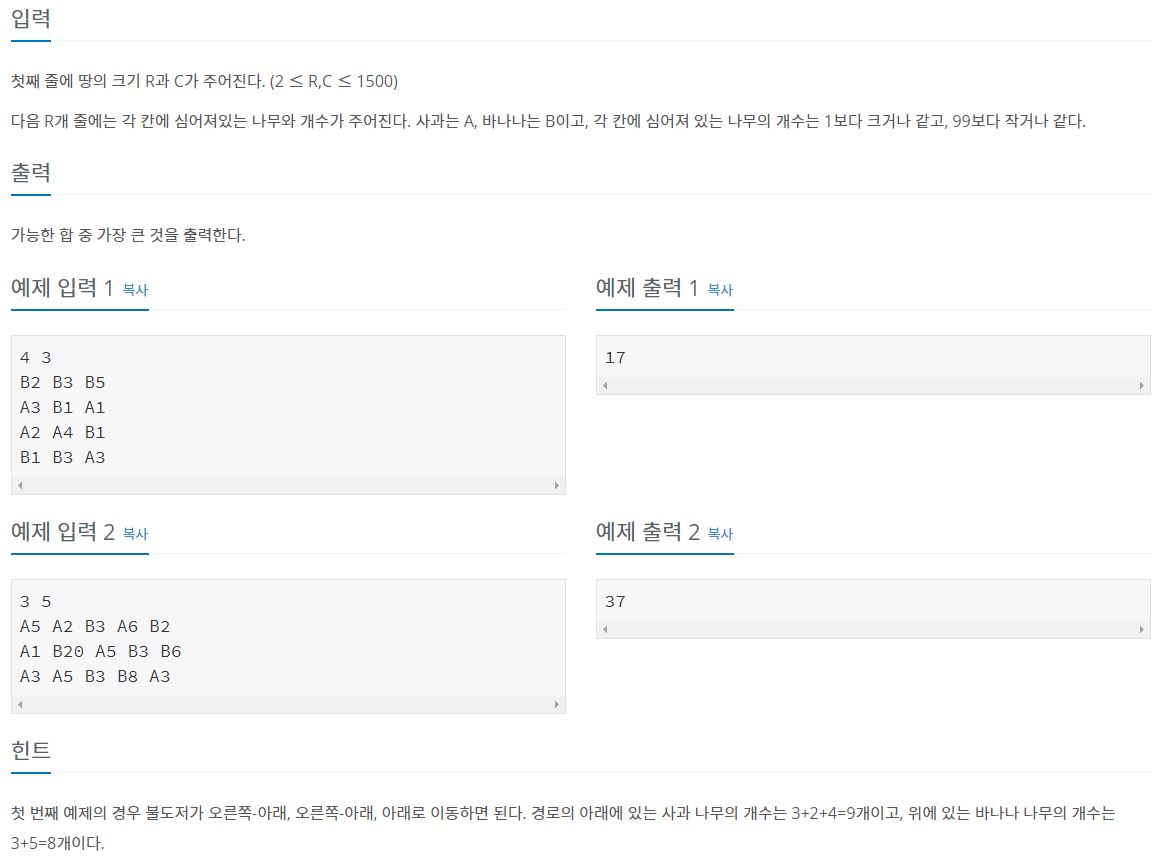 입력
첫째 줄에 땅의 크기 R과 C가 주어진다. (2 ≤ R,C ≤ 1500)
다음 R개 줄에는 각 칸에 심어져있는 나무와 개수가 주어진다. 사과는 A, 바나나는 B이고, 각 칸에 심어져 있는 나무의 개수는 1보다 크거나 같고, 99보다 작거나 같다.
출력
가능한 합 중 가장 큰 것을 출력한다.
예제 입력 1 복사
4 3
B2 B3 B5
A3 B1 A1
A2 A4 B1
B1 B3 A3
예제 출력 1 복사
17
예제 입력 2 복사
3 5
A5 A2 B3 A6 B2
A1 B20 A5 B3 B6
A3 A5 B3 B8 A3
예제 출력 2 복사
37
힌트
첫 번째 예제의 경우 불도저가 오른쪽-아래, 오른쪽-아래, 아래로 이동하면 된다. 경로의 아래에 있는 사과 나무의 개수는 3+2+4=9개이고, 위에 있는 바나나 나무의 개수는
3+5=8개이다.